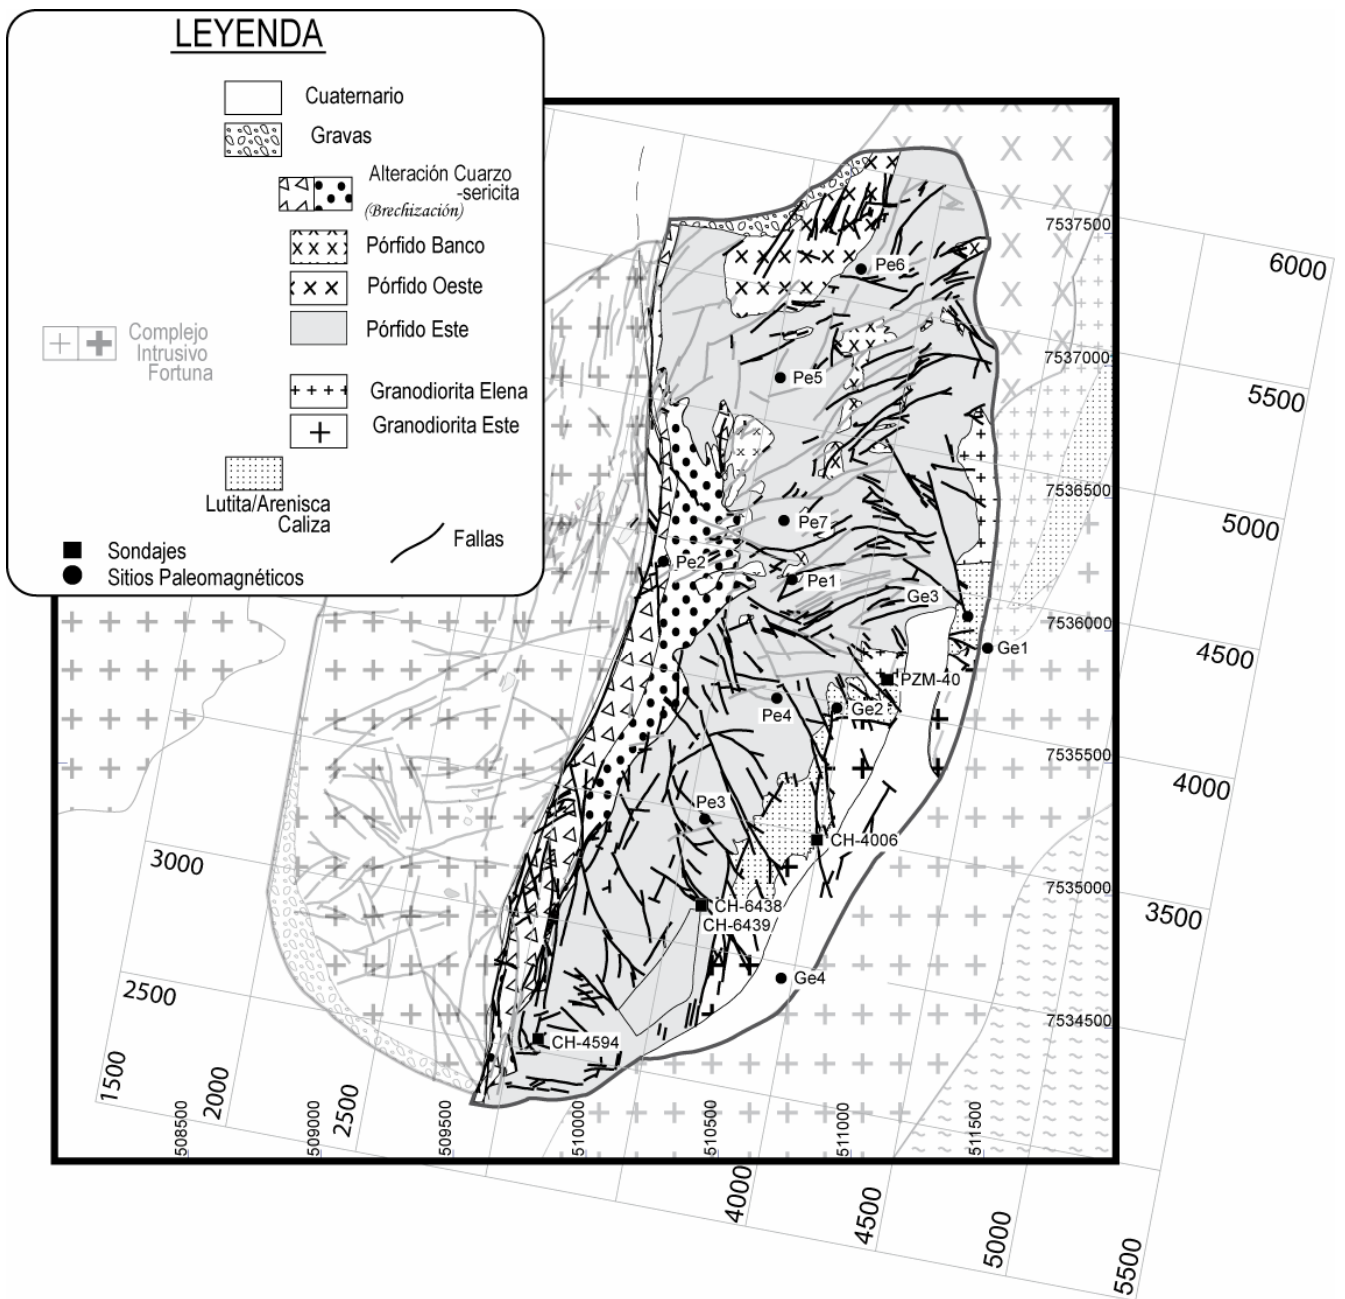 LEYENDA
Cuaternario
Gravas
Alteración Cuarzo
-sericita
(Brechización)
Pórfido Banco
Pórfido Oeste
Pórfido Este
Complejo
Intrusivo
Fortuna
Granodiorita Elena
Granodiorita Este
Lutita/Arenisca
Caliza
Fallas
Sondajes
Sitios Paleomagnéticos
7537500
6000
Pe6
7537000
Pe5
5500
7536500
5000
Pe7
Pe2
Pe1
Ge3
7536000
Ge1
4500
PZM-40
Pe4
Ge2
7535500
4000
Pe3
CH-4006
3000
7535000
CH-6438
CH-6439
3500
Ge4
2500
7534500
CH-4594
1500
2000
2500
508500
509000
509500
510000
510500
511000
511500
4000
4500
5000
5500